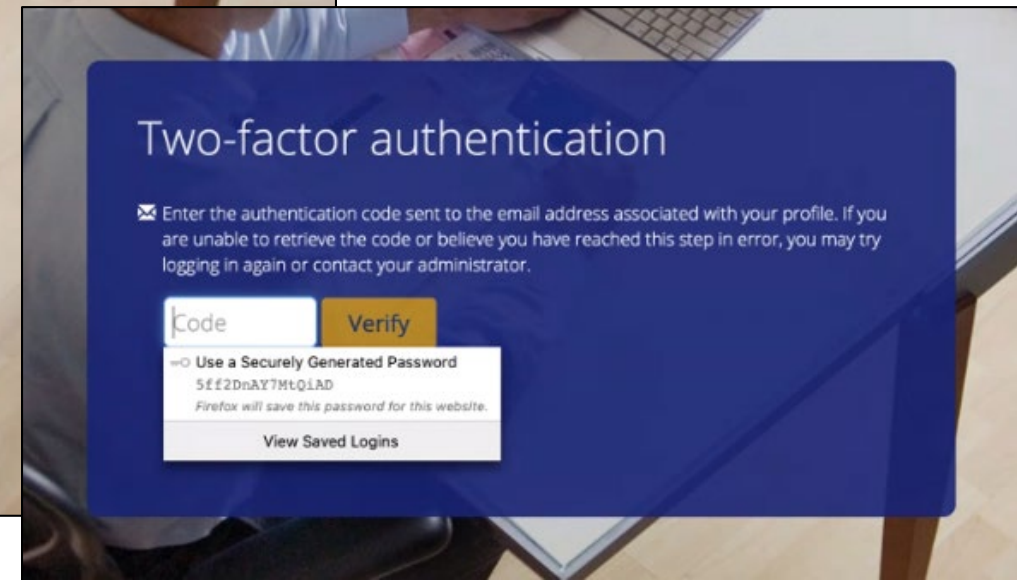 Two-factor authentication
Enter the authentication code sent to the email address associated with your profile. If you
are unable to retrieve the code or believe you have reached this step in error, you may try
logging in again or contact your administrator.
Code Verify
Use a Securely Generated Password
5ff2DnAY7MtQiAD
Firefox will save this password for this website.
View Saved Logins